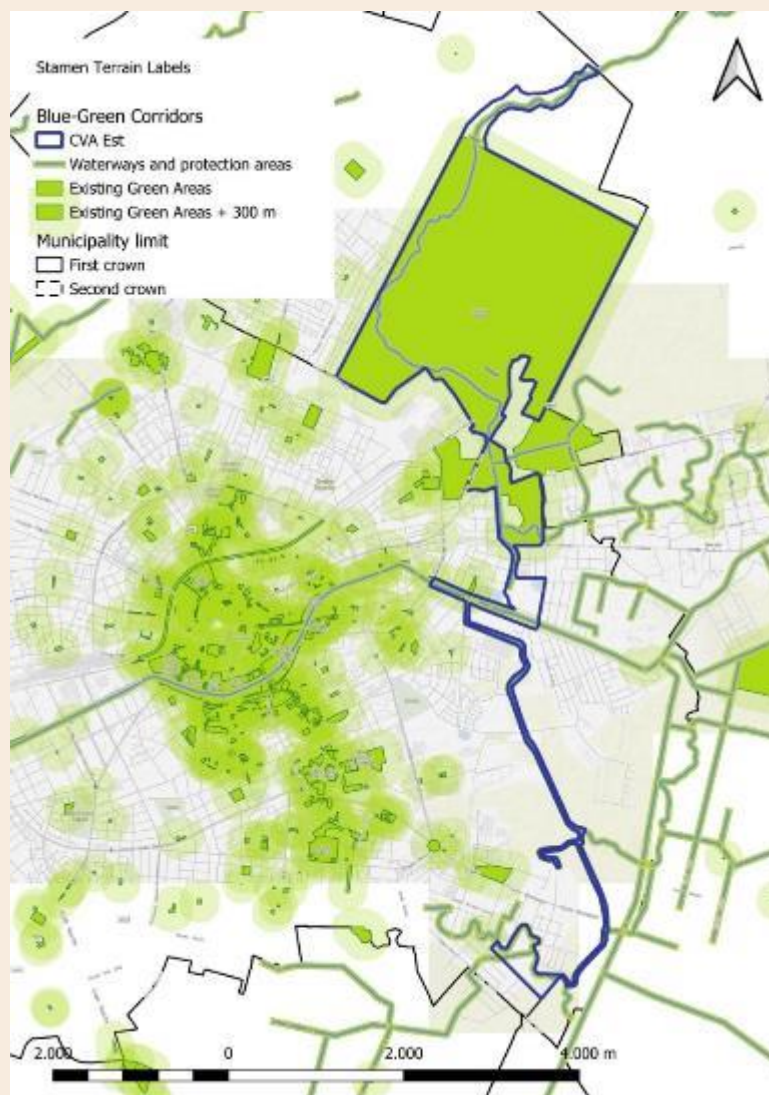 Stamen Terrain Labels
Blue-Green Corridors
CVA Est
Waterways and protection areas
Existing Green Areas
Existing Green Areas + 300 m
Municipality limit
First crown
Second crown
2.000 0 2.000 4.000 m